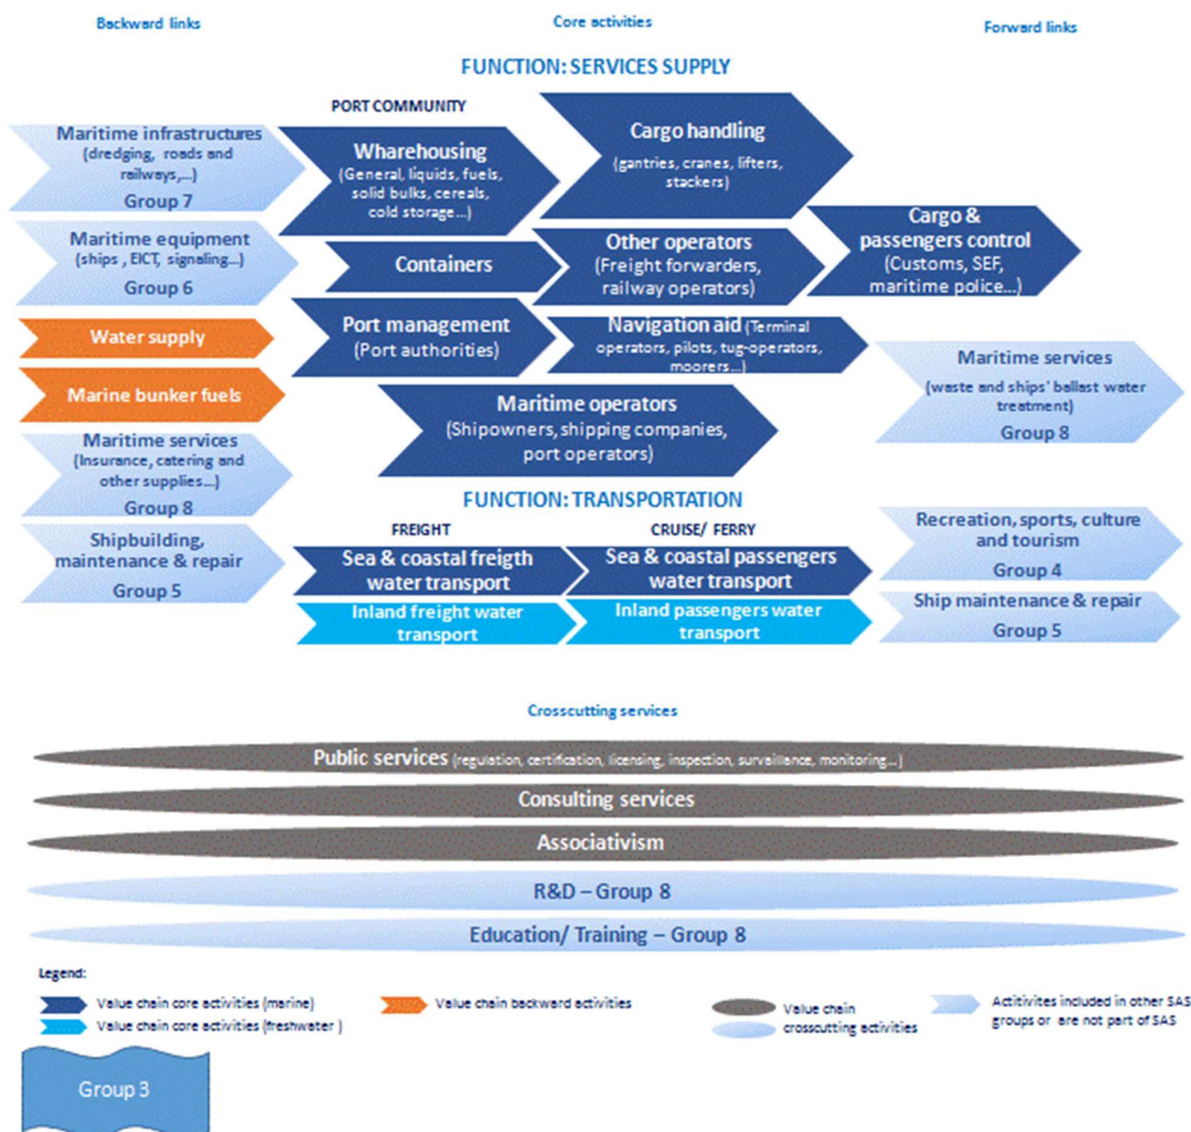 Backward links
Core activities
Forward links
FUNCTION: SERVICES SUPPLY
PORT COMMUNITY
Maritime infrastructures
(dredging, roads and
railways,...)
Group 7
Maritime equipment
(ships , EICT, signaling...)
Group 6
Water supply
Marine bunker fuels
Maritime services
(Insurance, catering and
other supplies...)
Group 8
Shipbuilding,
maintenance & repair
Group 5
Wharehousing
(General, liquids, fuels,
solid bulks, cereals,
cold storage...)
Cargo handling
(gantries, cranes, lifters,
stackers)
Containers
Other operators
(Freight forwarders,
railway operators)
Cargo &
passengers control
(Customs, SEF,
maritime police...)
Port management
(Port authorities)
Navigation aid (Terminal
operators, pilots, tug-operators,
moorers...)
Maritime operators
(Shipowners, shipping companies,
port operators)
Maritime services
(waste and ships' ballast water
treatment)
Group 8
FUNCTION: TRANSPORTATION
FREIGHT
CRUISE/ FERRY
Sea & coastal freigth
water transport
Sea & coastal passengers
water transport
Inland freight water
transport
Inland passengers water
transport
Recreation, sports, culture
and tourism
Group 4
Ship maintenance & repair
Group 5
Crosscutting services
Public services (regulation, certification, licensing, inspection, survaillance, monitoring...)
Consulting services
Associativism
R&D – Group 8
Education/ Training – Group 8
Legend:
Value chain core activities (marine)
Value chain core activities (freshwater )
Value chain backward activities
Value chain
crosscutting activities
Actitivites included in other SAS
groups or are not part of SAS
Group 3